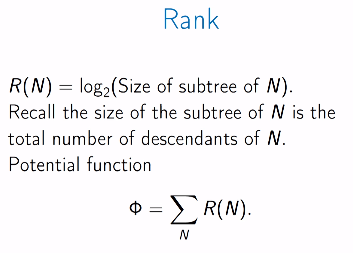 Rank
R(N) = log₂(Size of subtree of N).
Recall the size of the subtree of N is the
total number of descendants of N.
Potential function
Φ = ∑ R(N).
N